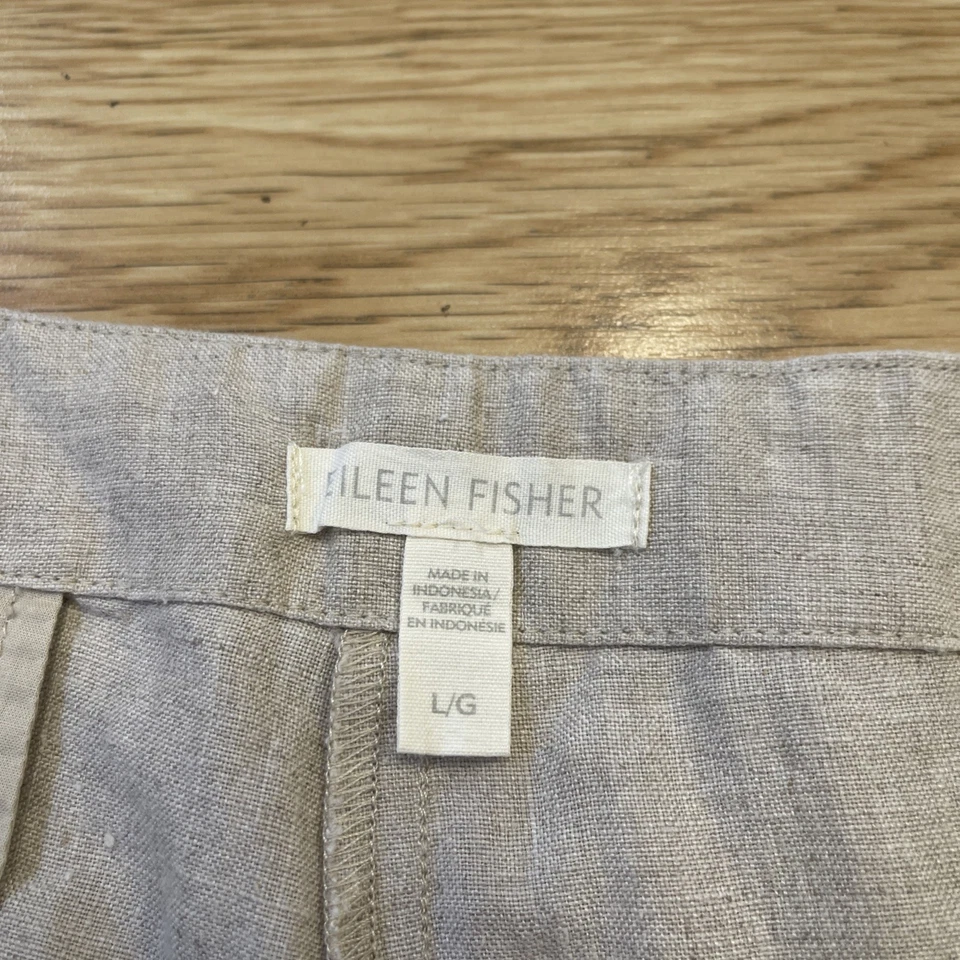 EILEEN FISHER
MADE IN
INDONESIA/
FABRIQUÉ
EN INDONÉSIE
L/G